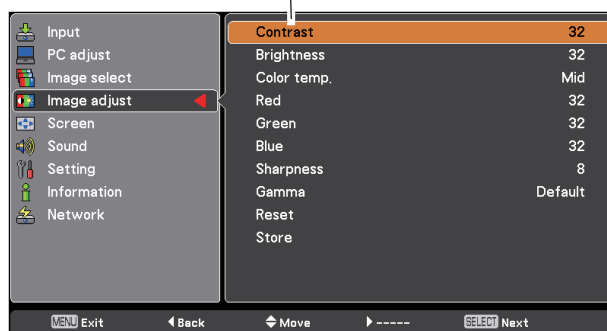 Input
PC adjust
Image select
Image adjust
Screen
Sound
Setting
Information
Network
Contrast 32
Brightness 32
Color temp. Mid
Red 32
Green 32
Blue 32
Sharpness 8
Gamma Default
Reset
Store
MENU Exit Back Move ----- SELECT Next